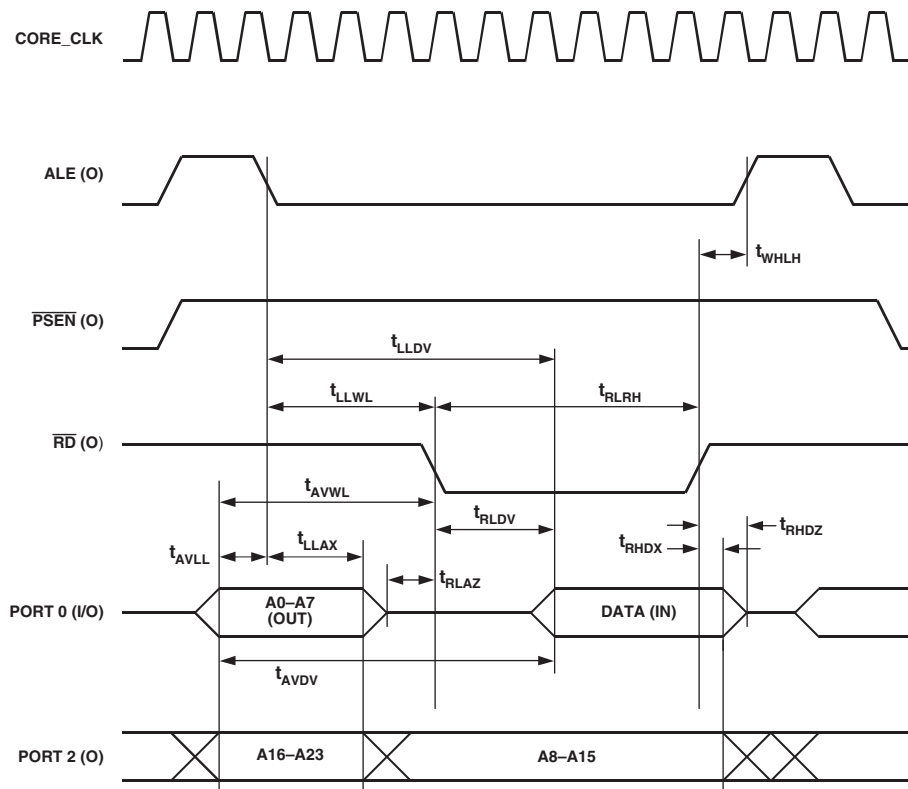 CORE_CLK
ALE (O)
tWHLH
PSEN (O)
tLLDV
tLLWL
tRLRH
RD (O)
tAVWL
tRLDV
tRHDZ
tLLAX
tAVLL
tRHDX
tRLAZ
PORT 0 (I/O)
A0–A7
(OUT)
DATA (IN)
tAVDV
PORT 2 (O)
A16–A23
A8–A15